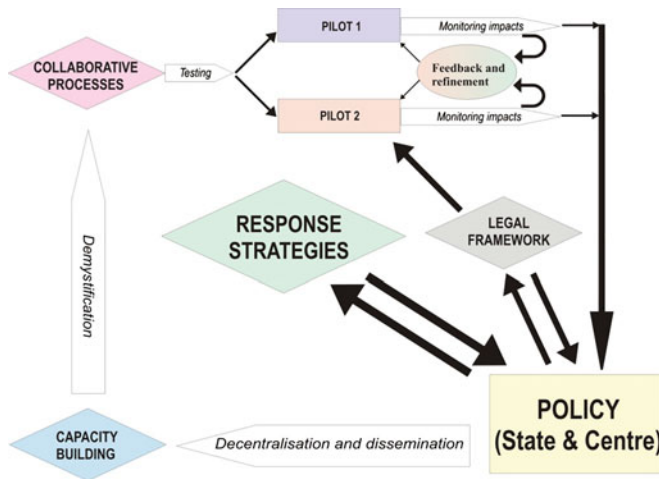 PILOT 1
Monitoring impacts
COLLABORATIVE
PROCESSES
Testing
Feedback and
refinement
PILOT 2
Monitoring impacts
RESPONSE
STRATEGIES
LEGAL
FRAMEWORK
Demystification
POLICY
(State & Centre)
CAPACITY
BUILDING
Decentralisation and dissemination